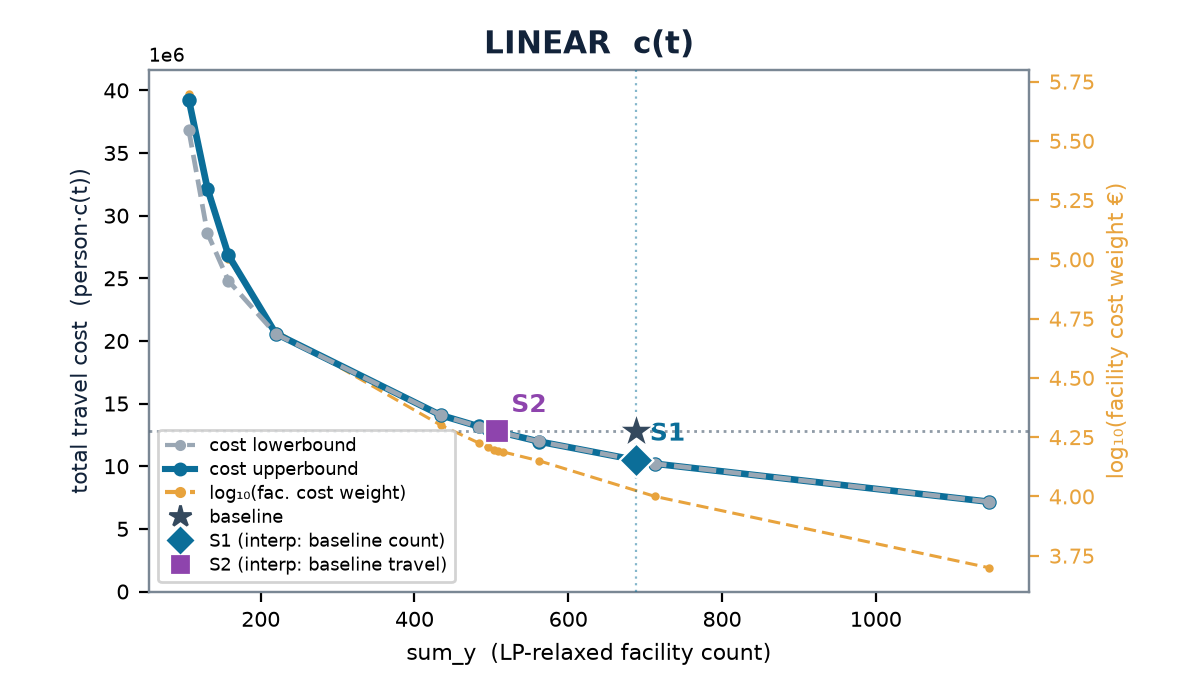 LINEAR  c(t)
1e6
40
35
30
25
20
15
10
5
0
total travel cost  (person·c(t))
5.75
5.50
5.25
5.00
4.75
4.50
4.25
4.00
3.75
log₁₀(facility cost weight €)
S2
S1
cost lowerbound
cost upperbound
log₁₀(fac. cost weight)
baseline
S1 (interp: baseline count)
S2 (interp: baseline travel)
200
400
600
800
1000
sum_y  (LP-relaxed facility count)